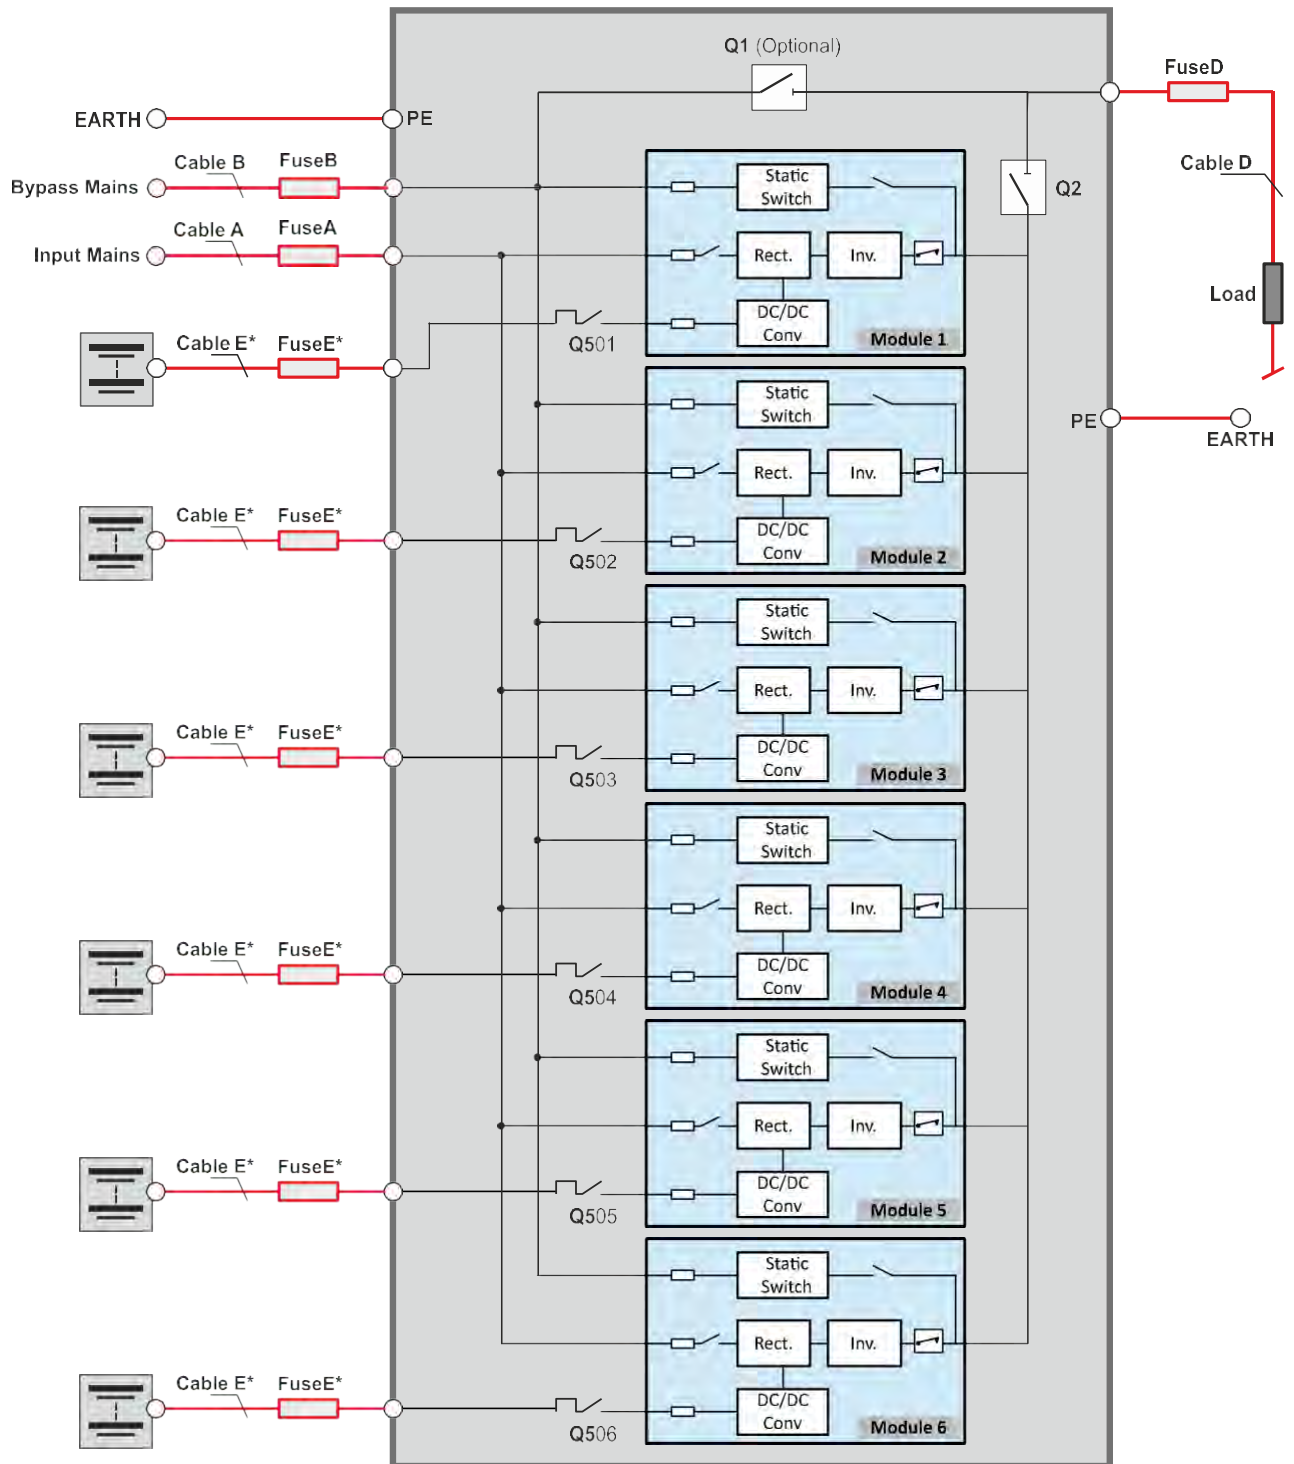 Q1 (Optional)
FuseD
EARTH
PE
Cable B
FuseB
Bypass Mains
Cable A
FuseA
Input Mains
Cable D
Q2
Load
Static
Switch
Rect.
Inv.
DC/DC
Conv
Module 1
Cable E*
FuseE*
Q501
PE
EARTH
Static
Switch
Rect.
Inv.
DC/DC
Conv
Module 2
Cable E*
FuseE*
Q502
Static
Switch
Rect.
Inv.
DC/DC
Conv
Module 3
Cable E*
FuseE*
Q503
Static
Switch
Rect.
Inv.
DC/DC
Conv
Module 4
Cable E*
FuseE*
Q504
Static
Switch
Rect.
Inv.
DC/DC
Conv
Module 5
Cable E*
FuseE*
Q505
Static
Switch
Rect.
Inv.
DC/DC
Conv
Module 6
Cable E*
FuseE*
Q506